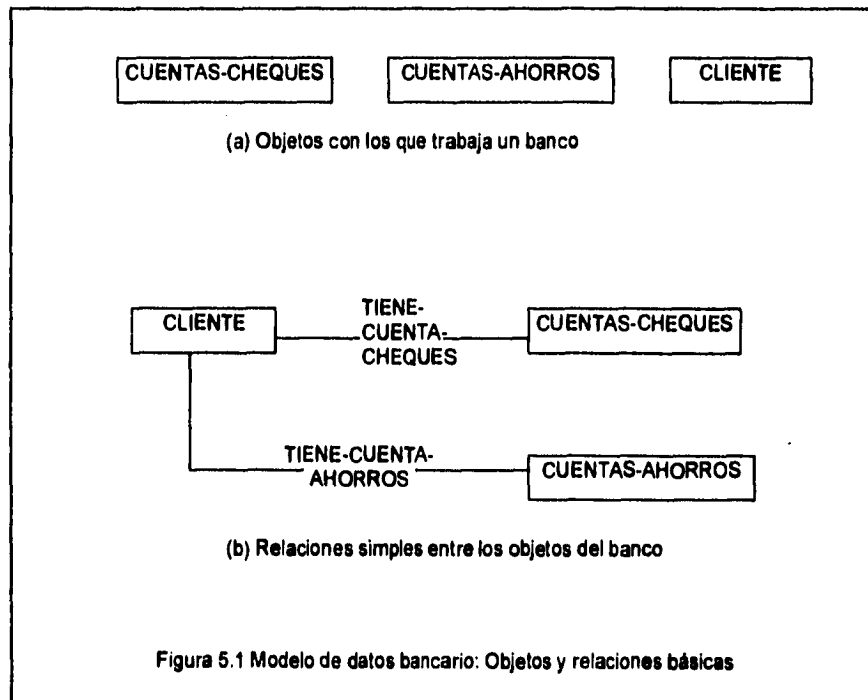 CUENTAS-CHEQUES CUENTAS-AHORROS CLIENTE
(a) Objetos con los que trabaja un banco
CLIENTE
TIENE-
CUENTA-
CHEQUES
CUENTAS-CHEQUES
TIENE-CUENTA-
AHORROS
CUENTAS-AHORROS
(b) Relaciones simples entre los objetos del banco
Figura 5.1 Modelo de datos bancario: Objetos y relaciones básicas